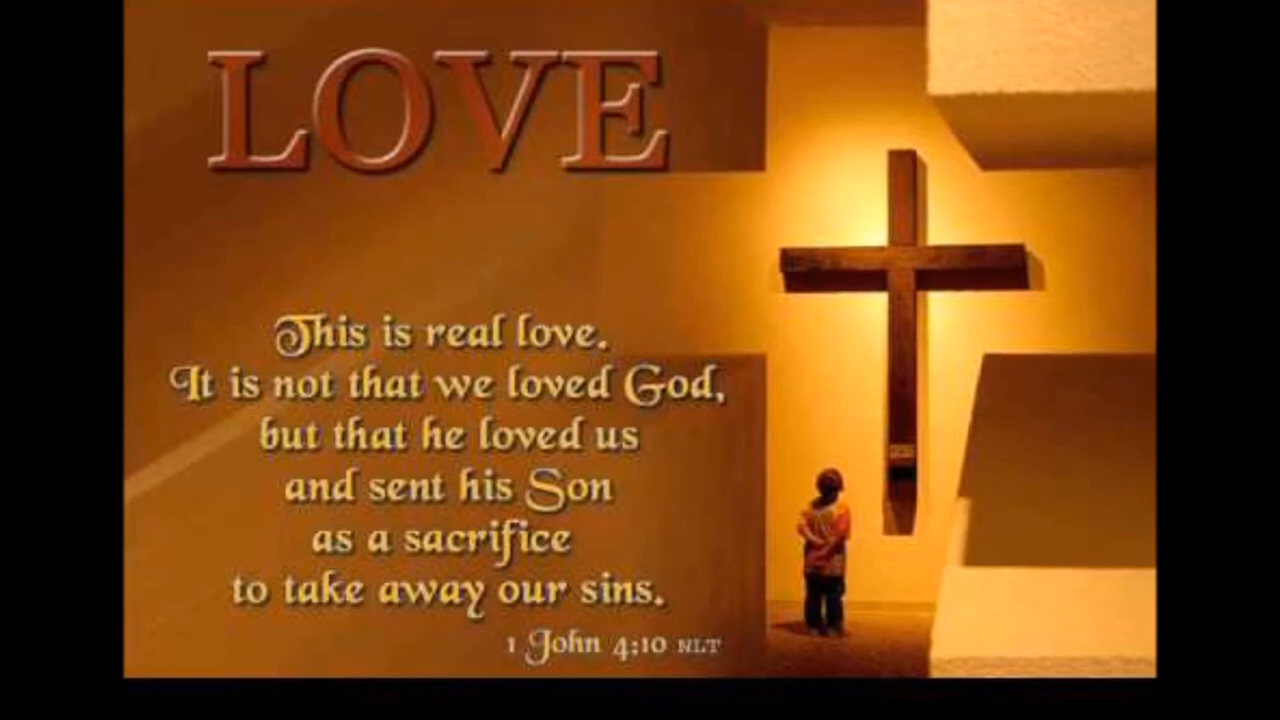 LOVE
This is real love.
It is not that we loved God,
but that he loved us
and sent his Son
as a sacrifice
to take away our sins.
1 John 4:10 NLT